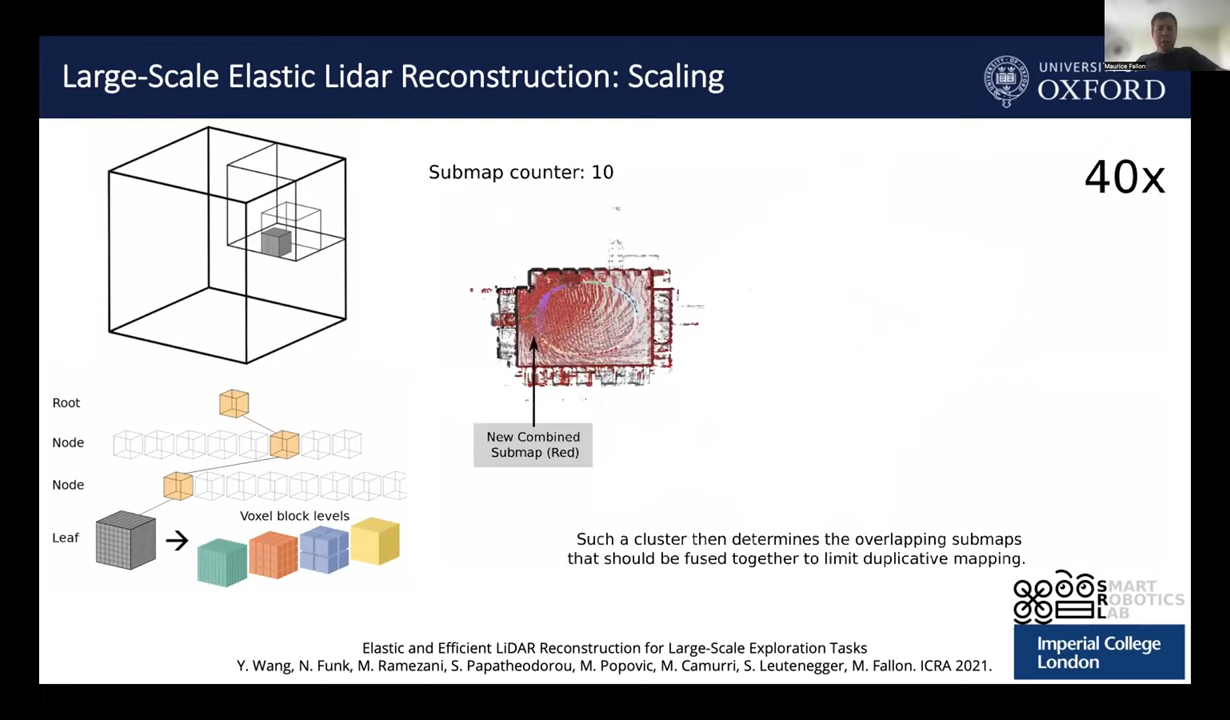 Maurice Fallon
Large-Scale Elastic Lidar Reconstruction: Scaling
OXFORD
Submap counter: 10
40x
New Combined
Submap (Red)
Root
Node
Node
Leaf
Voxel block levels
Such a cluster then determines the overlapping submaps
that should be fused together to limit duplicative mapping.
SMART
ROBOTICS
LAB
Imperial College
London
Elastic and Efficient LiDAR Reconstruction for Large-Scale Exploration Tasks
Y. Wang, N. Funk, M. Ramezani, S. Papatheodorou, M. Popovic, M. Camurri, S. Leutenegger, M. Fallon. ICRA 2021.